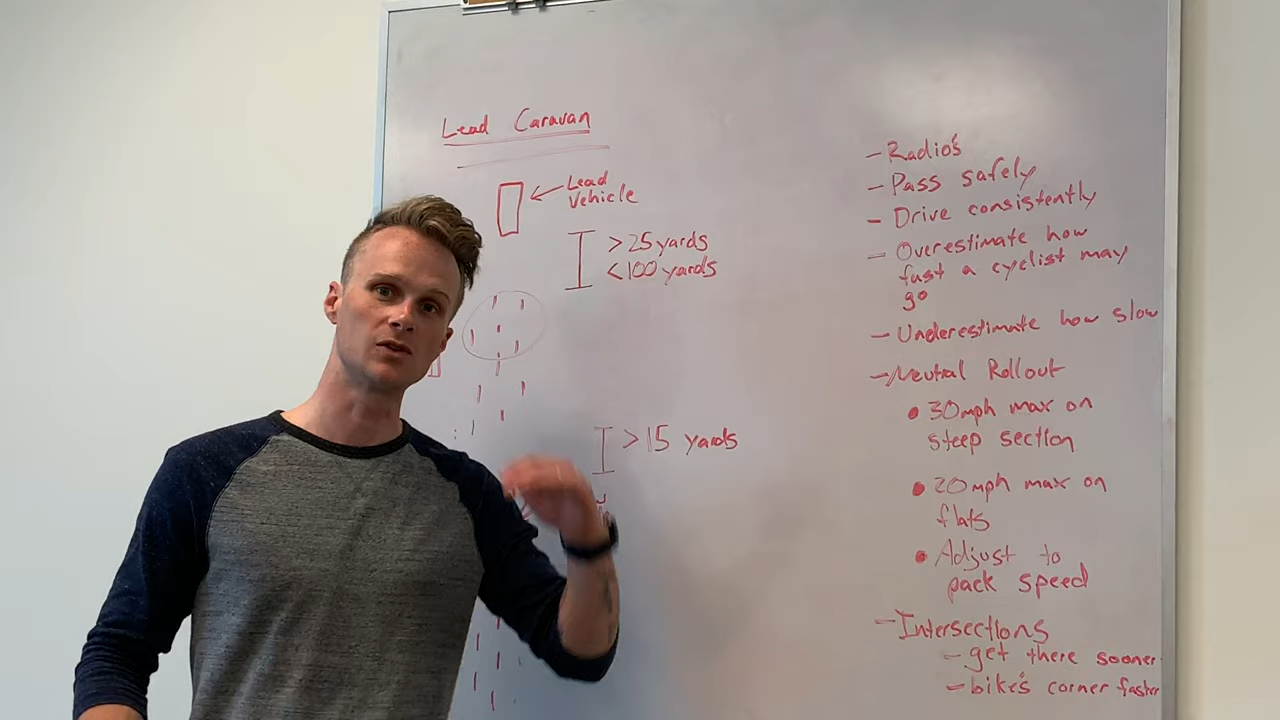 Lead Caravan
Lead
Vehicle
>25 yards
<100 yards
>15 yards
- Radio's
- Pass safely
- Drive consistently
- Overestimate how
fast a cyclist may
go
- Underestimate how slow
- Neutral Rollout
• 30mph max on
steep section
• 20mph max on
flats
• Adjust to
pack speed
- Intersections
- get there sooner
- bike's corner faster